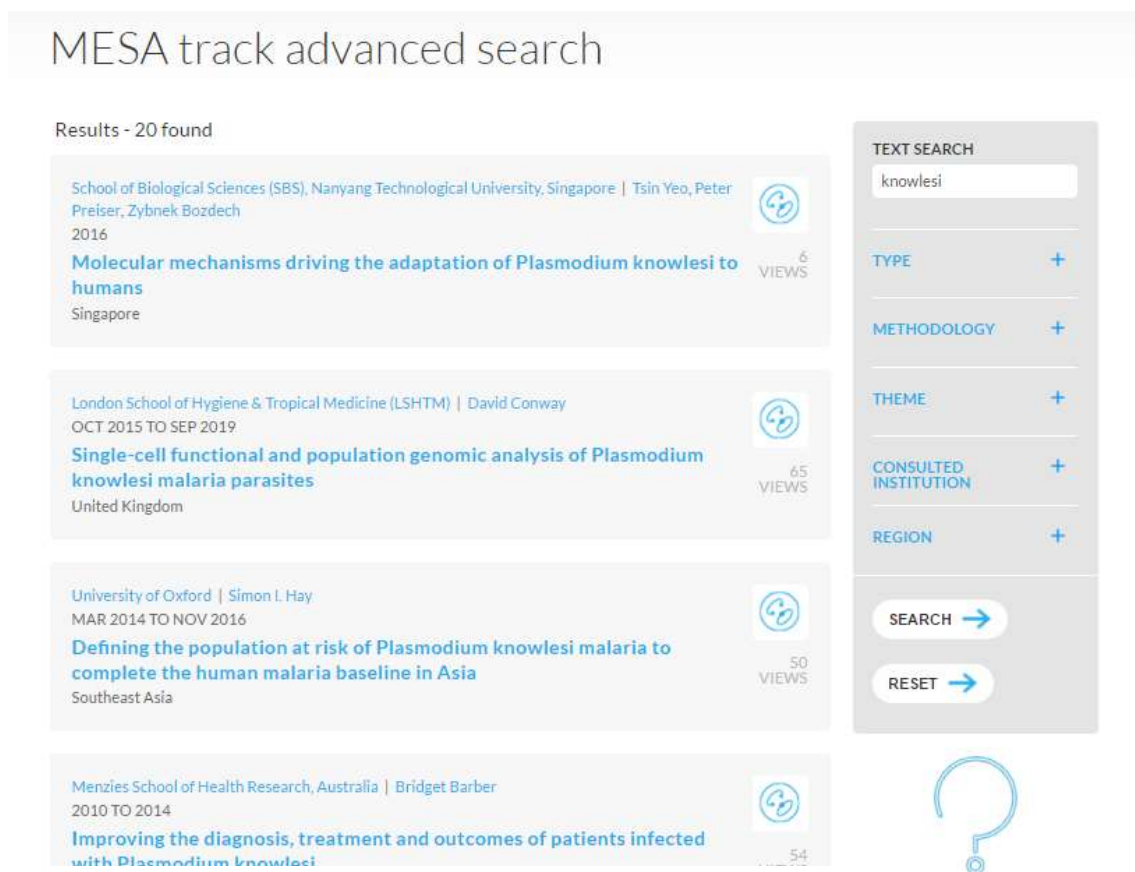 MESA track advanced search
Results - 20 found
School of Biological Sciences (SBS), Nanyang Technological University, Singapore | Tsin Yeo, Peter
Preiser, Zybnek Bozdech
2016
Molecular mechanisms driving the adaptation of Plasmodium knowlesi to
humans
Singapore
6
VIEWS
London School of Hygiene & Tropical Medicine (LSHTM) | David Conway
OCT 2015 TO SEP 2019
Single-cell functional and population genomic analysis of Plasmodium
knowlesi malaria parasites
United Kingdom
65
VIEWS
University of Oxford | Simon I. Hay
MAR 2014 TO NOV 2016
Defining the population at risk of Plasmodium knowlesi malaria to
complete the human malaria baseline in Asia
Southeast Asia
50
VIEWS
Menzies School of Health Research, Australia | Bridget Barber
2010 TO 2014
Improving the diagnosis, treatment and outcomes of patients infected
with Plasmodium knowlesi
54
VIEWS
TEXT SEARCH
knowlesi
TYPE +
METHODOLOGY +
THEME +
CONSULTED +
INSTITUTION
REGION +
SEARCH →
RESET →
?